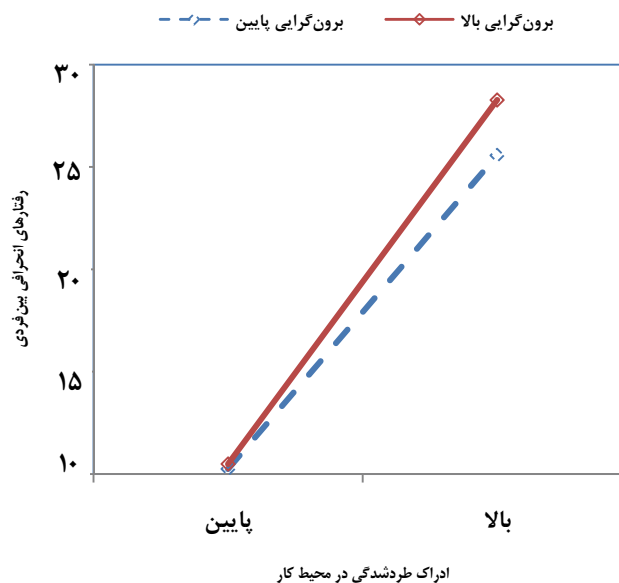 برون‌گرایی بالا
برون‌گرایی پایین
رفتارهای انحرافی بین‌فردی
۳۰
۲۵
۲۰
۱۵
۱۰
پایین
بالا
ادراک طردشدگی در محیط کار